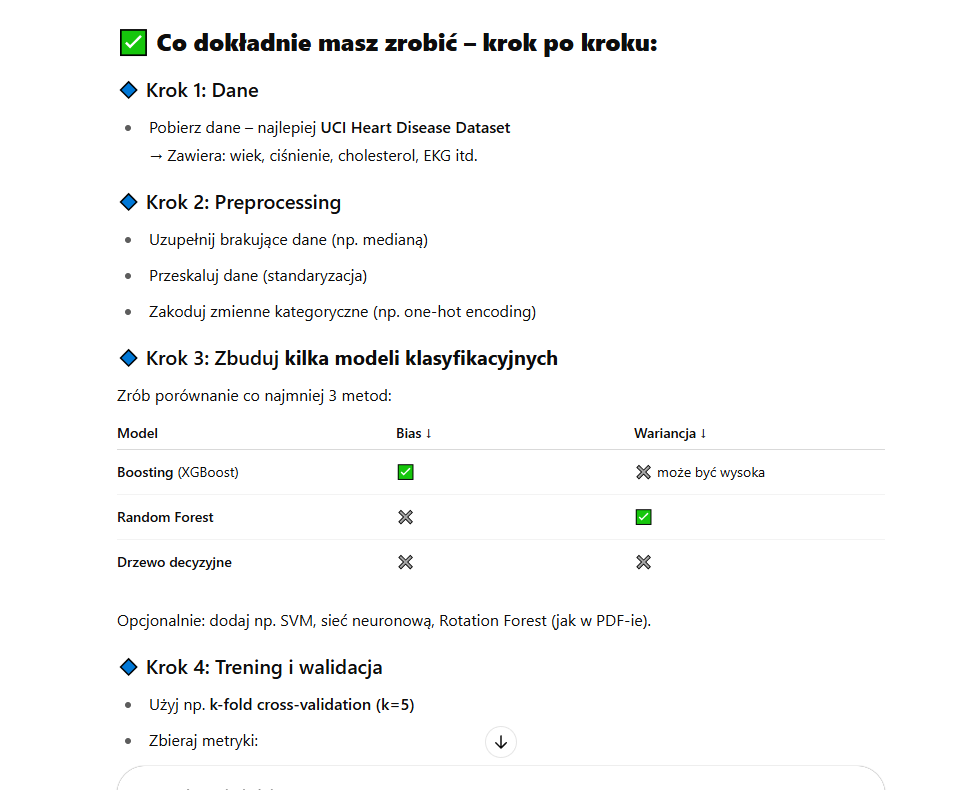 ✅ Co dokładnie masz zrobić – krok po kroku:
🔷 Krok 1: Dane
• Pobierz dane – najlepiej UCI Heart Disease Dataset
→ Zawiera: wiek, ciśnienie, cholesterol, EKG itd.
🔷 Krok 2: Preprocessing
• Uzupełnij brakujące dane (np. medianą)
• Przeskaluj dane (standaryzacja)
• Zakoduj zmienne kategoryczne (np. one-hot encoding)
🔷 Krok 3: Zbuduj kilka modeli klasyfikacyjnych
Zrób porównanie co najmniej 3 metod:
Model Bias ↓ Wariancja ↓
Boosting (XGBoost) ✅ ✖ może być wysoka
Random Forest ✖ ✅
Drzewo decyzyjne ✖ ✖
Opcjonalnie: dodaj np. SVM, sieć neuronową, Rotation Forest (jak w PDF-ie).
🔷 Krok 4: Trening i walidacja
• Użyj np. k-fold cross-validation (k=5)
• Zbieraj metryki: